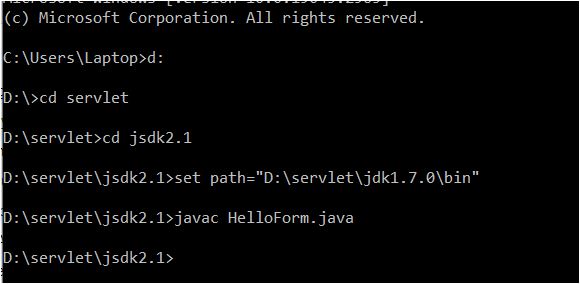 (c) Microsoft Corporation. All rights reserved.
C:\Users\Laptop>d:
D:\>cd servlet
D:\servlet>cd jsdk2.1
D:\servlet\jsdk2.1>set path="D:\servlet\jdk1.7.0\bin"
D:\servlet\jsdk2.1>javac HelloForm.java
D:\servlet\jsdk2.1>